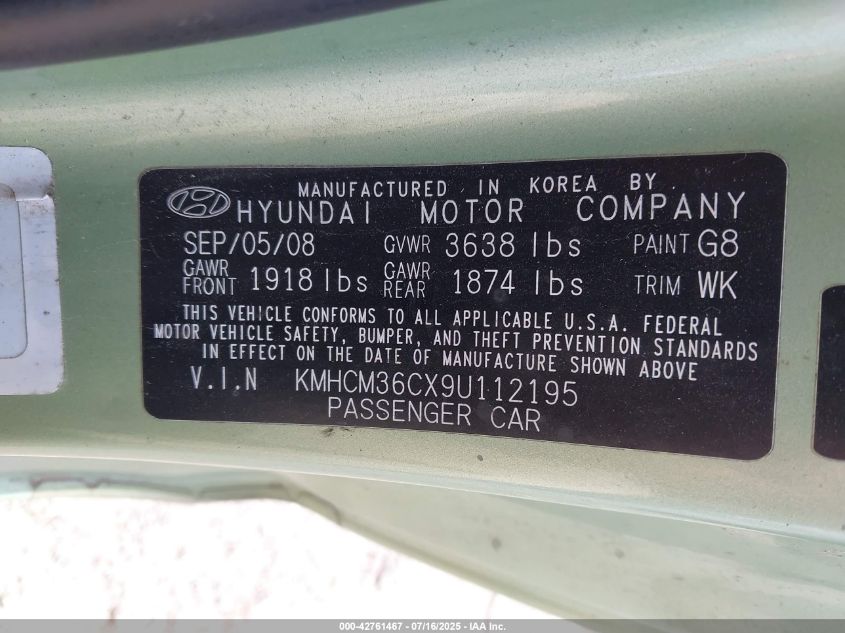 MANUFACTURED IN KOREA BY
HYUNDAI MOTOR COMPANY
SEP/05/08 GVWR 3638 lbs PAINT G8
GAWR FRONT 1918 lbs GAWR REAR 1874 lbs TRIM WK
THIS VEHICLE CONFORMS TO ALL APPLICABLE U.S.A. FEDERAL
MOTOR VEHICLE SAFETY, BUMPER, AND THEFT PREVENTION STANDARDS
IN EFFECT ON THE DATE OF MANUFACTURE SHOWN ABOVE
V.I.N KMHCM36CX9U112195
PASSENGER CAR
000-42761467 - 07/16/2025 - IAA Inc.